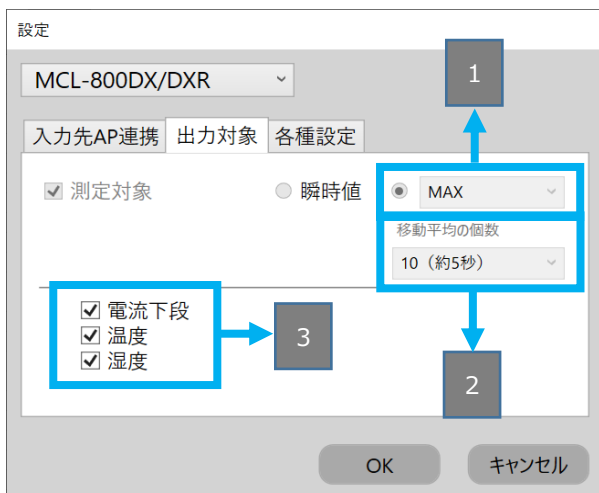 設定
MCL-800DX/DXR
1
入力先AP連携 出力対象 各種設定
測定対象 瞬時値 MAX
移動平均の個数
10（約5秒）
電流下段
温度
湿度
3
2
OK キャンセル